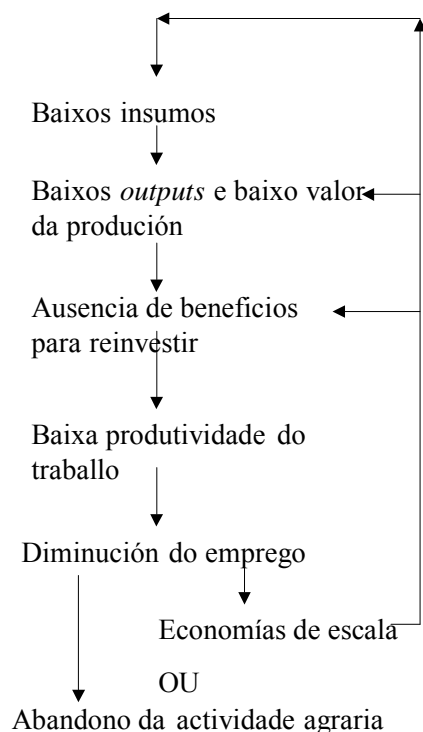 Baixos insumos
Baixos outputs e baixo valor
da produción
Ausencia de beneficios
para reinvestir
Baixa produtividade do
traballo
Diminución do emprego
Economías de escala
OU
Abandono da actividade agraria